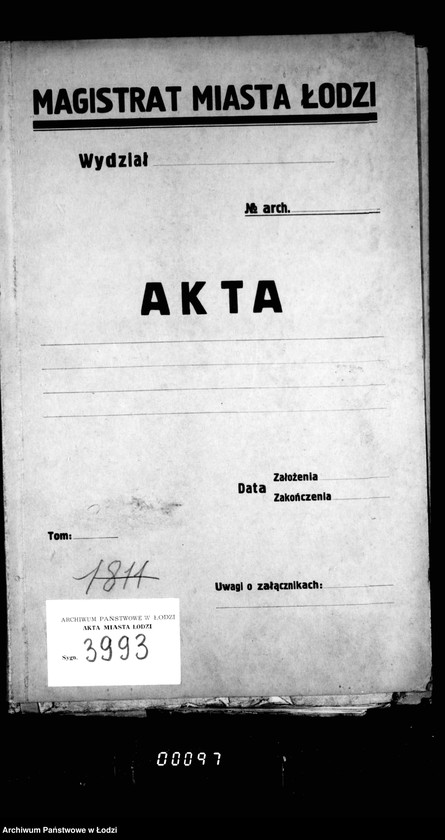 MAGISTRAT MIASTA ŁODZI
Wydział
№ arch.
AKTA
Data Założenia
Zakończenia
Tom:
1811
Uwagi o załącznikach:
ARCHIWUM PAŃSTWOWE W ŁODZI
AKTA MIASTA ŁODZI
Sygn. 3993
00097
Archiwum Państwowe w Łodzi